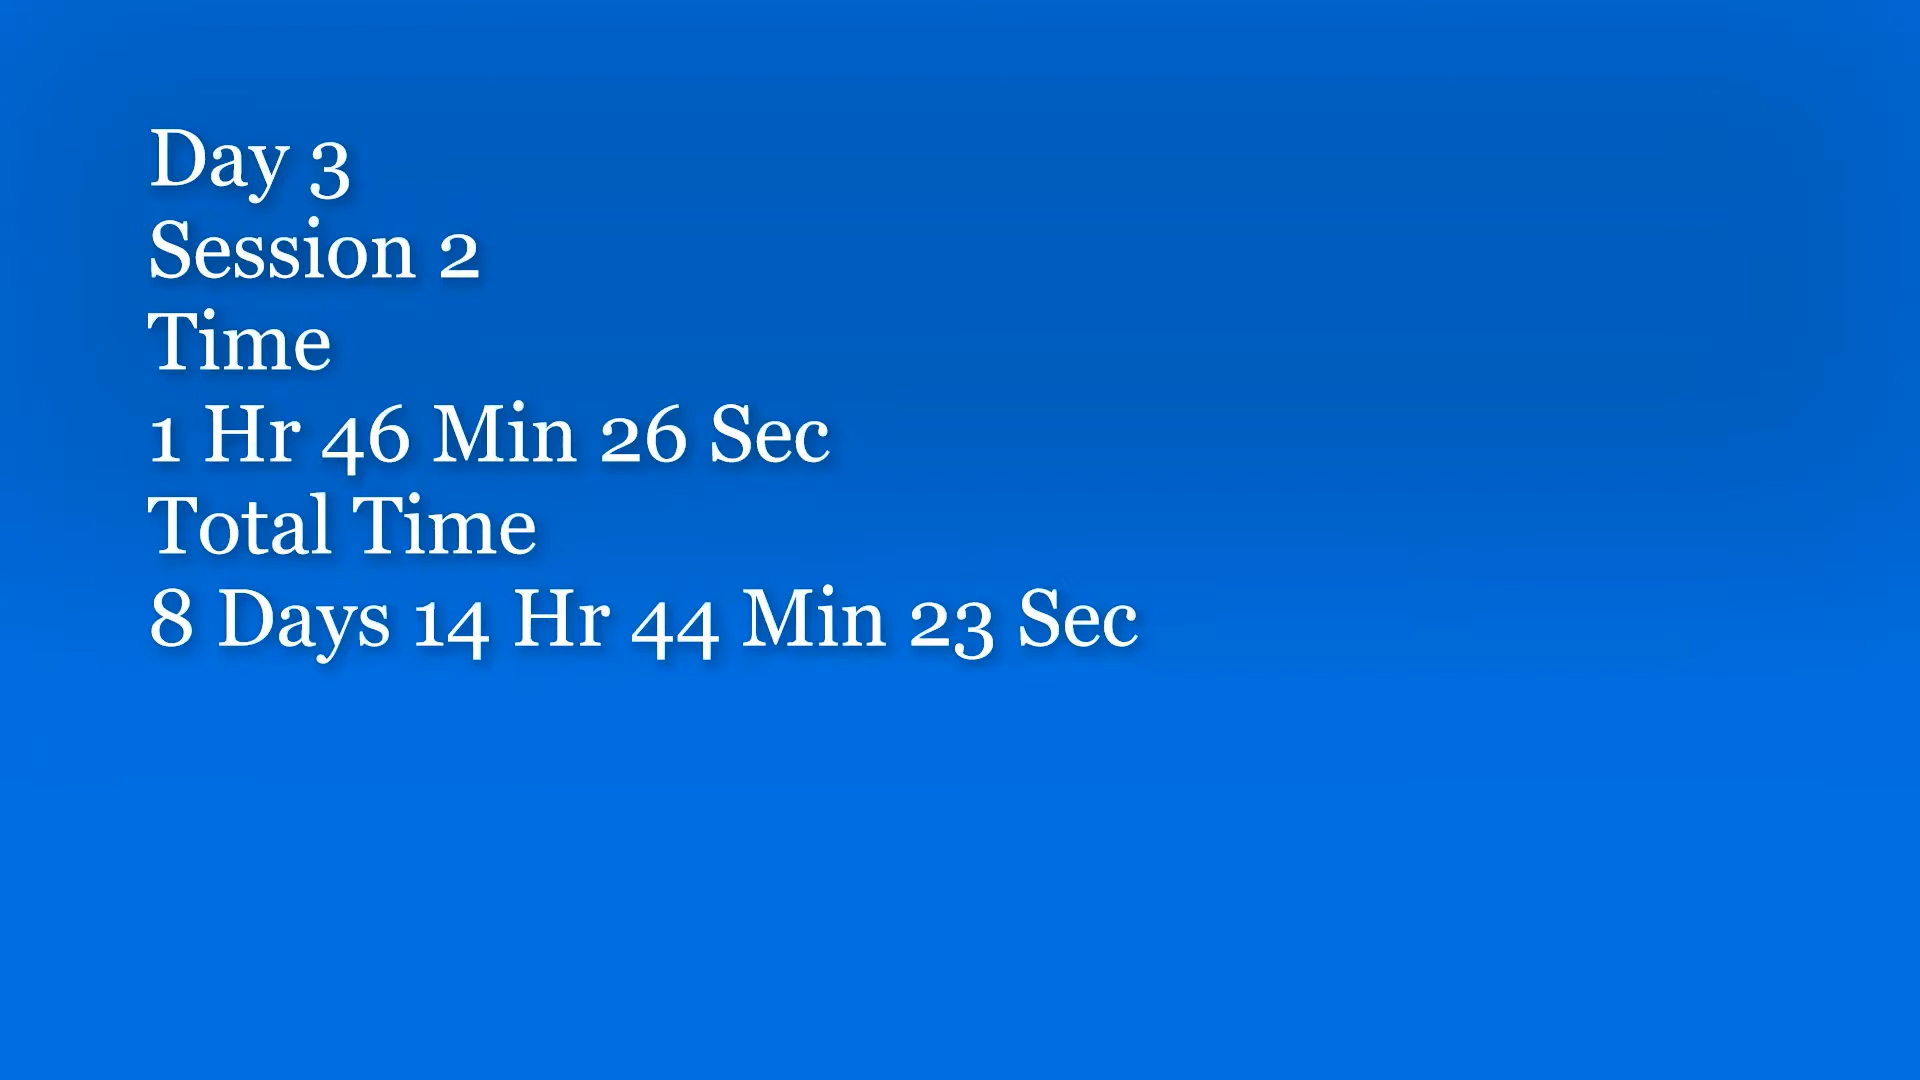 Day 3
Session 2
Time
1 Hr 46 Min 26 Sec
Total Time
8 Days 14 Hr 44 Min 23 Sec